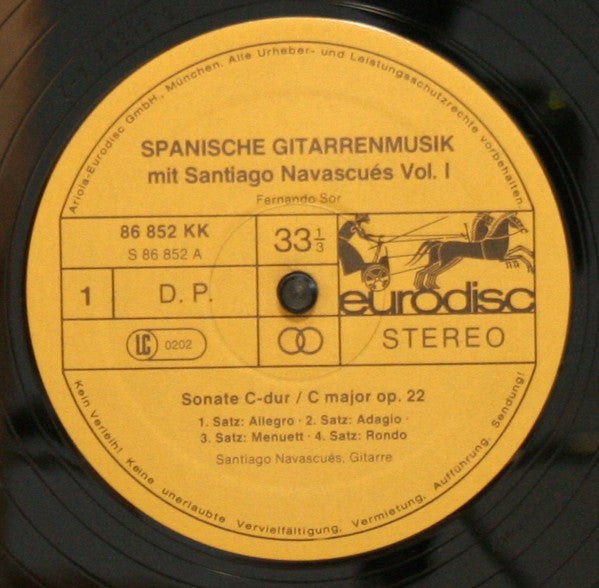 Ariola-Eurodisc GmbH, München. Alle Urheber- und Leistungsschutzrechte vorbehalten.
SPANISCHE GITARRENMUSIK
mit Santiago Navascués Vol. I
Fernando Sor
86 852 KK
S 86 852 A
33 1/3
eurodisc
1
D. P.
LC 0202
STEREO
Sonate C-dur / C major op. 22
1. Satz: Allegro · 2. Satz: Adagio ·
3. Satz: Menuett · 4. Satz: Rondo
Santiago Navascués, Gitarre
Kein Verleih! Keine unerlaubte Vervielfältigung, Vermietung, Aufführung, Sendung!